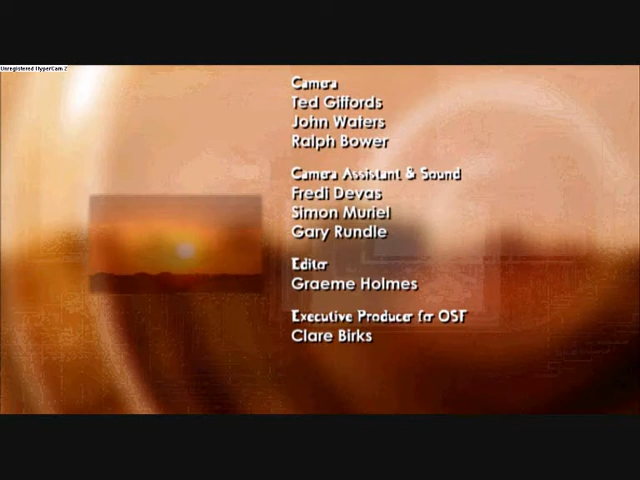 Unregistered HyperCam 2
Camera
Ted Giffords
John Waters
Ralph Bower
Camera Assistant & Sound
Fredi Devas
Simon Muriel
Gary Rundle
Editor
Graeme Holmes
Executive Producer for OSF
Clare Birks